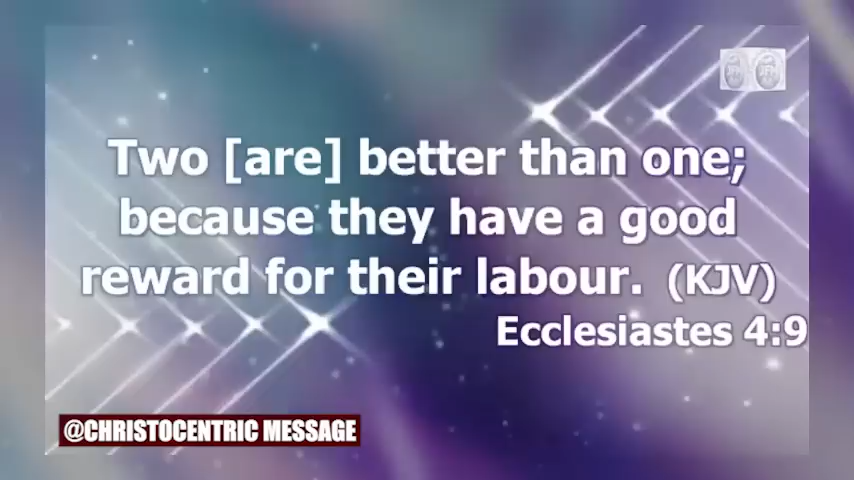 Two [are] better than one;
because they have a good
reward for their labour. (KJV)
Ecclesiastes 4:9
@CHRISTOCENTRIC MESSAGE